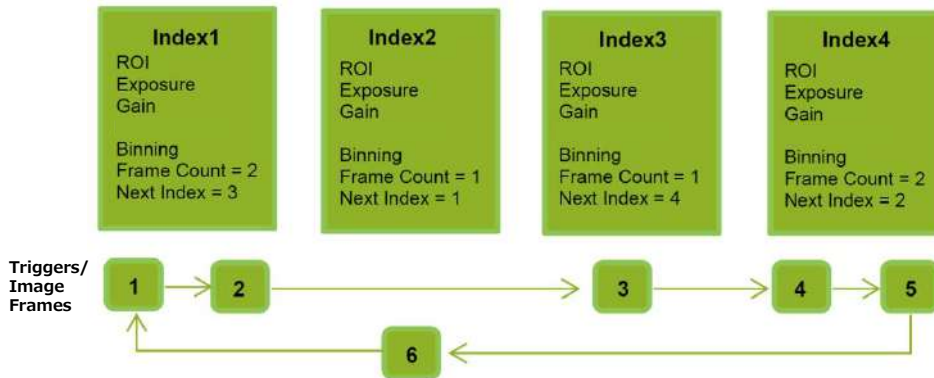 Index1
ROI
Exposure
Gain
Binning
Frame Count = 2
Next Index = 3
Index2
ROI
Exposure
Gain
Binning
Frame Count = 1
Next Index = 1
Index3
ROI
Exposure
Gain
Binning
Frame Count = 1
Next Index = 4
Index4
ROI
Exposure
Gain
Binning
Frame Count = 2
Next Index = 2
Triggers/
Image
Frames
1
2
3
4
5
6